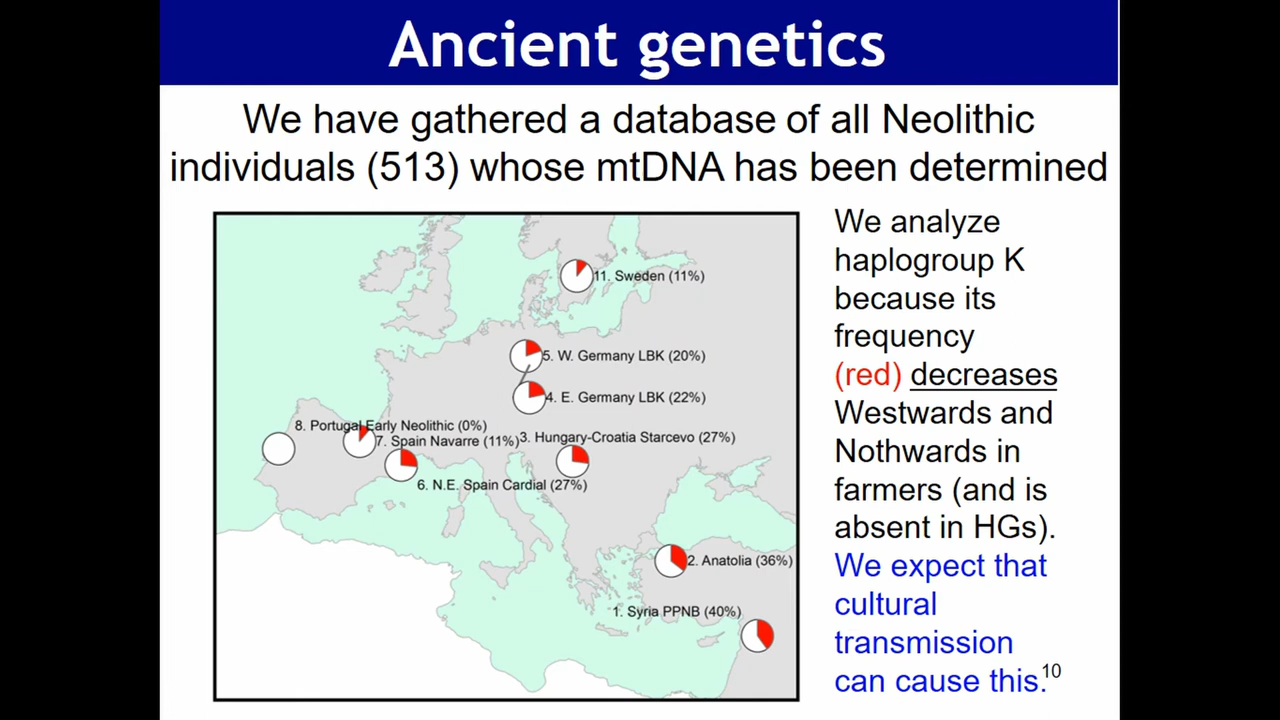 Ancient genetics
We have gathered a database of all Neolithic
individuals (513) whose mtDNA has been determined
We analyze
haplogroup K
because its
frequency
(red) decreases
Westwards and
Nothwards in
farmers (and is
absent in HGs).
We expect that
cultural
transmission
can cause this.
10
11. Sweden (11%)
5. W. Germany LBK (20%)
4. E. Germany LBK (22%)
8. Portugal Early Neolithic (0%)
7. Spain Navarre (11%)
3. Hungary-Croatia Starcevo (27%)
6. N.E. Spain Cardial (27%)
2. Anatolia (36%)
1. Syria PPNB (40%)